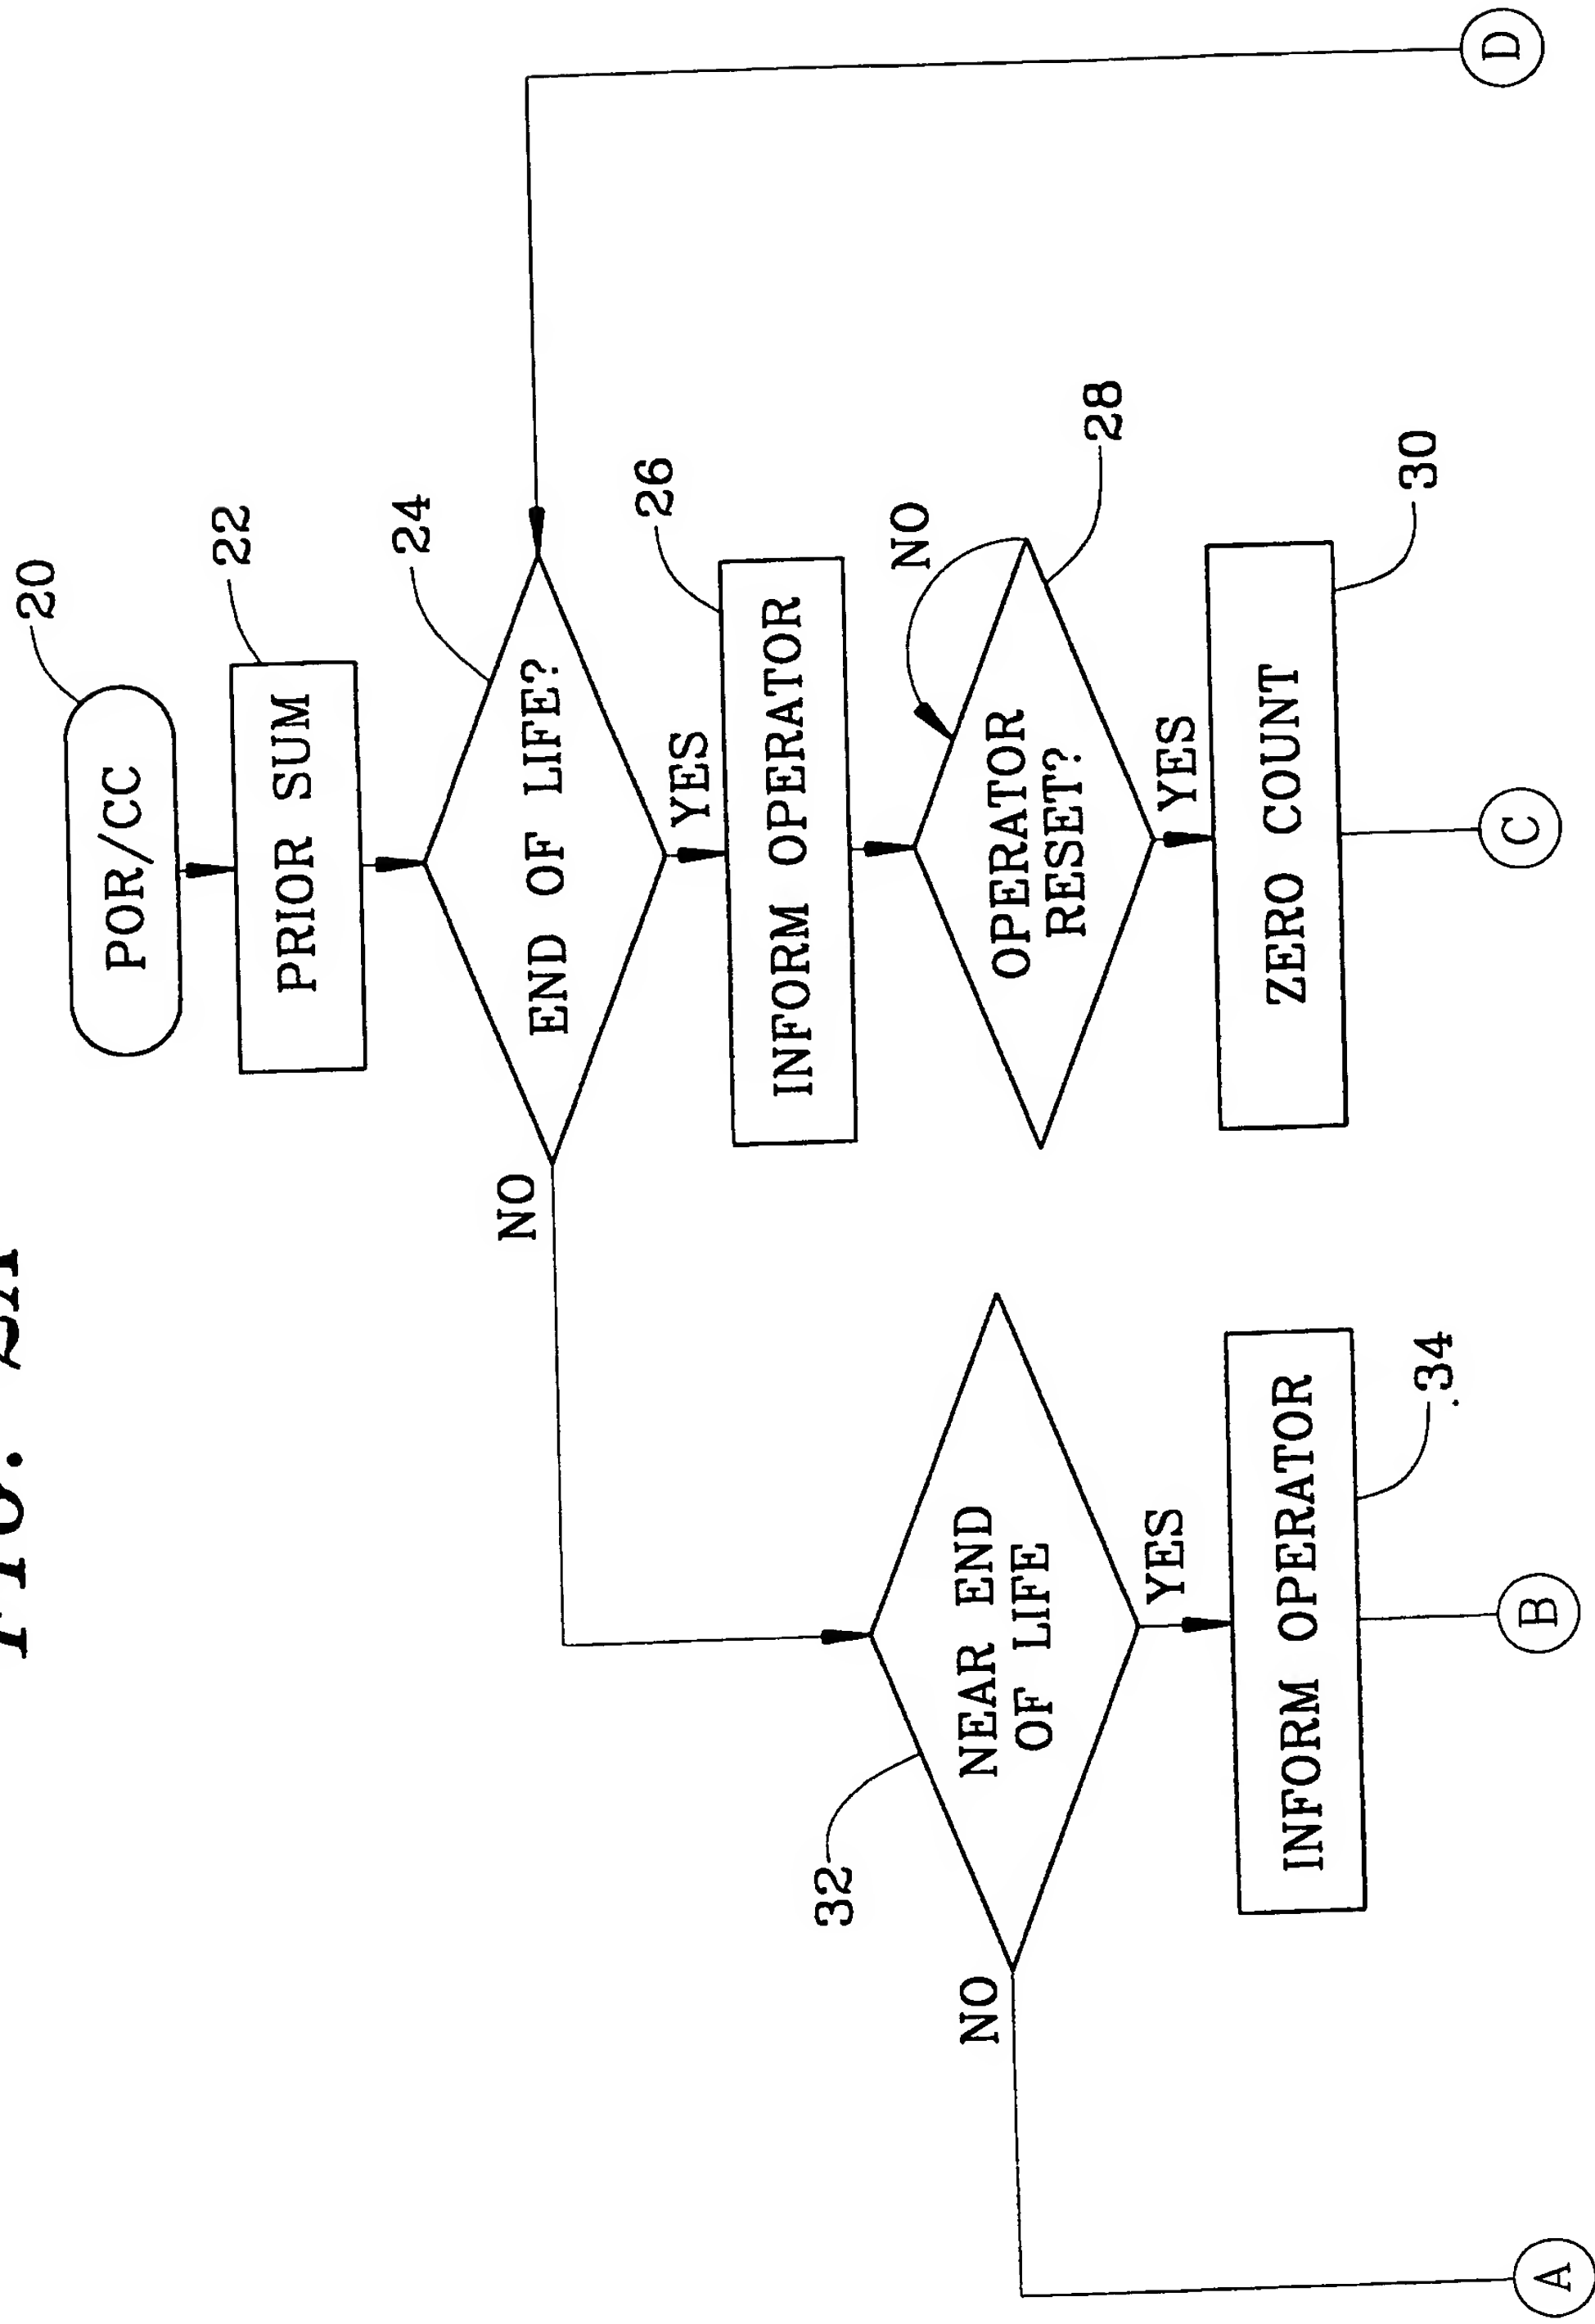 20
POR/CC
22
PRIOR SUM
24
END OF LIFE?
NO
YES
26
INFORM OPERATOR
NO
OPERATOR
RESET?
28
YES
ZERO COUNT
30
C
D
32
NEAR END
OF LIFE
NO
YES
INFORM OPERATOR
34
A
B